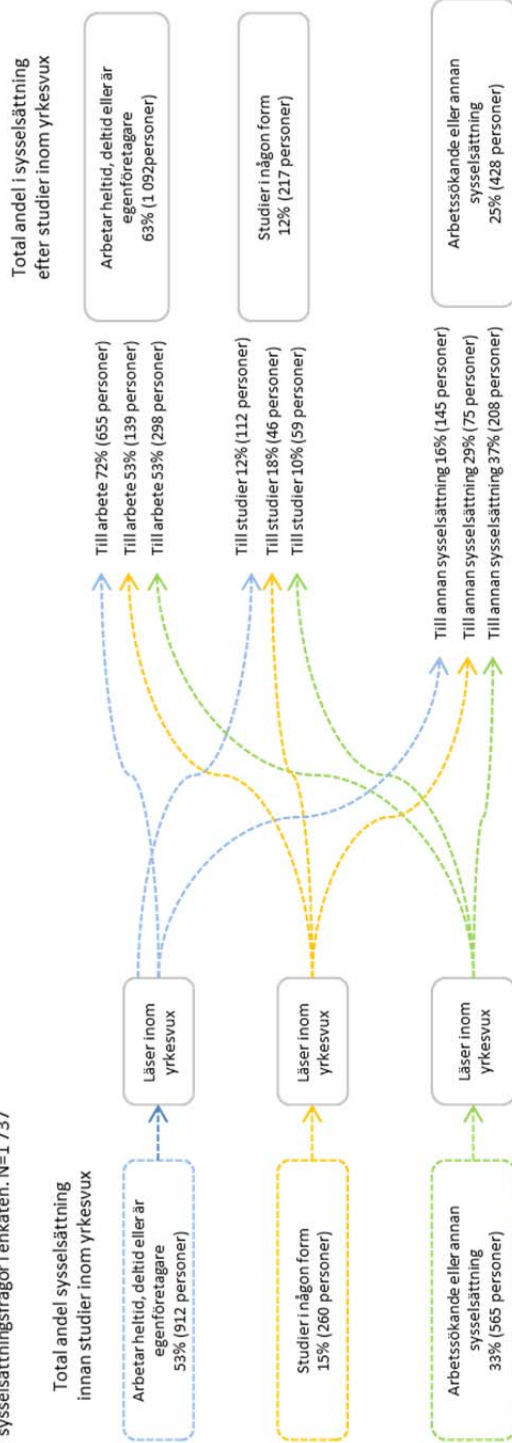 sysselsättningsfrågor i enkäten. N=1 737
Total andel sysselsättning
innan studier inom yrkesvux
Arbetar heltid, deltid eller är
egenföretagare
53% (912 personer)
Studier i någon form
15% (260 personer)
Arbetssökande eller annan
sysselsättning
33% (565 personer)
Läser inom
yrkesvux
Läser inom
yrkesvux
Läser inom
yrkesvux
Till arbete 72% (655 personer)
Till arbete 53% (139 personer)
Till arbete 53% (298 personer)
Till studier 12% (112 personer)
Till studier 18% (46 personer)
Till studier 10% (59 personer)
Till annan sysselsättning 16% (145 personer)
Till annan sysselsättning 29% (75 personer)
Till annan sysselsättning 37% (208 personer)
Total andel i sysselsättning
efter studier inom yrkesvux
Arbetar heltid, deltid eller är
egenföretagare
63% (1 092personer)
Studier i någon form
12% (217 personer)
Arbetssökande eller annan
sysselsättning
25% (428 personer)